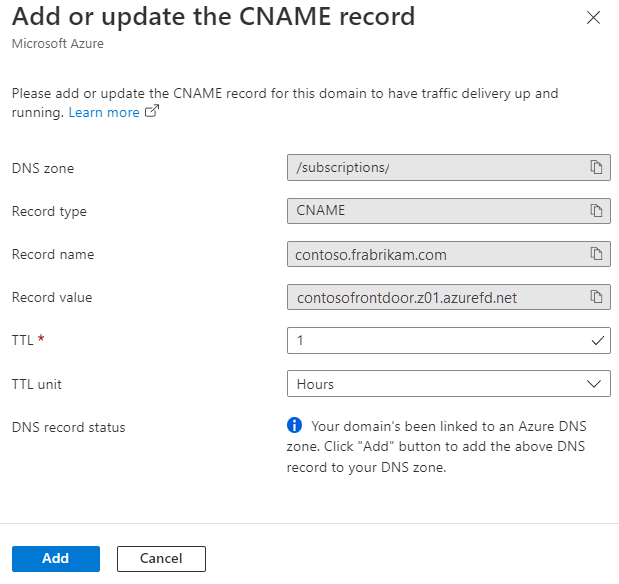 Add or update the CNAME record
Microsoft Azure
Please add or update the CNAME record for this domain to have traffic delivery up and
running. Learn more
DNS zone
/subscriptions/
Record type
CNAME
Record name
contoso.frabrikam.com
Record value
contosofrontdoor.z01.azurefd.net
TTL *
1
TTL unit
Hours
DNS record status
Your domain's been linked to an Azure DNS
zone. Click "Add" button to add the above DNS
record to your DNS zone.
Add
Cancel